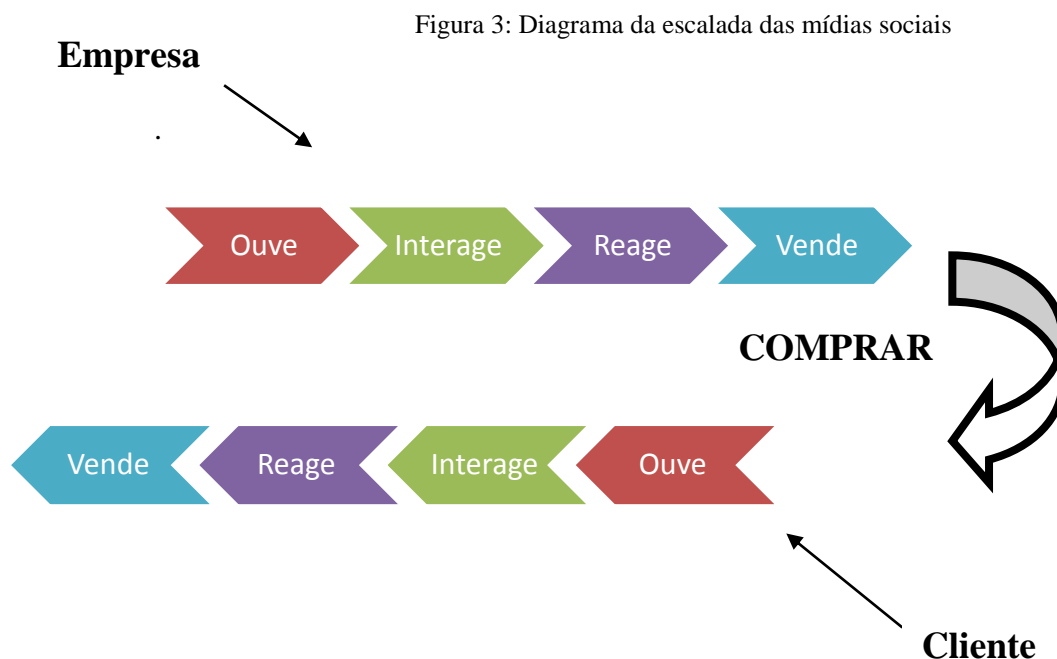 Figura 3: Diagrama da escalada das mídias sociais
Empresa
.
Ouve Interage Reage Vende
COMPRAR
Vende Reage Interage Ouve
Cliente